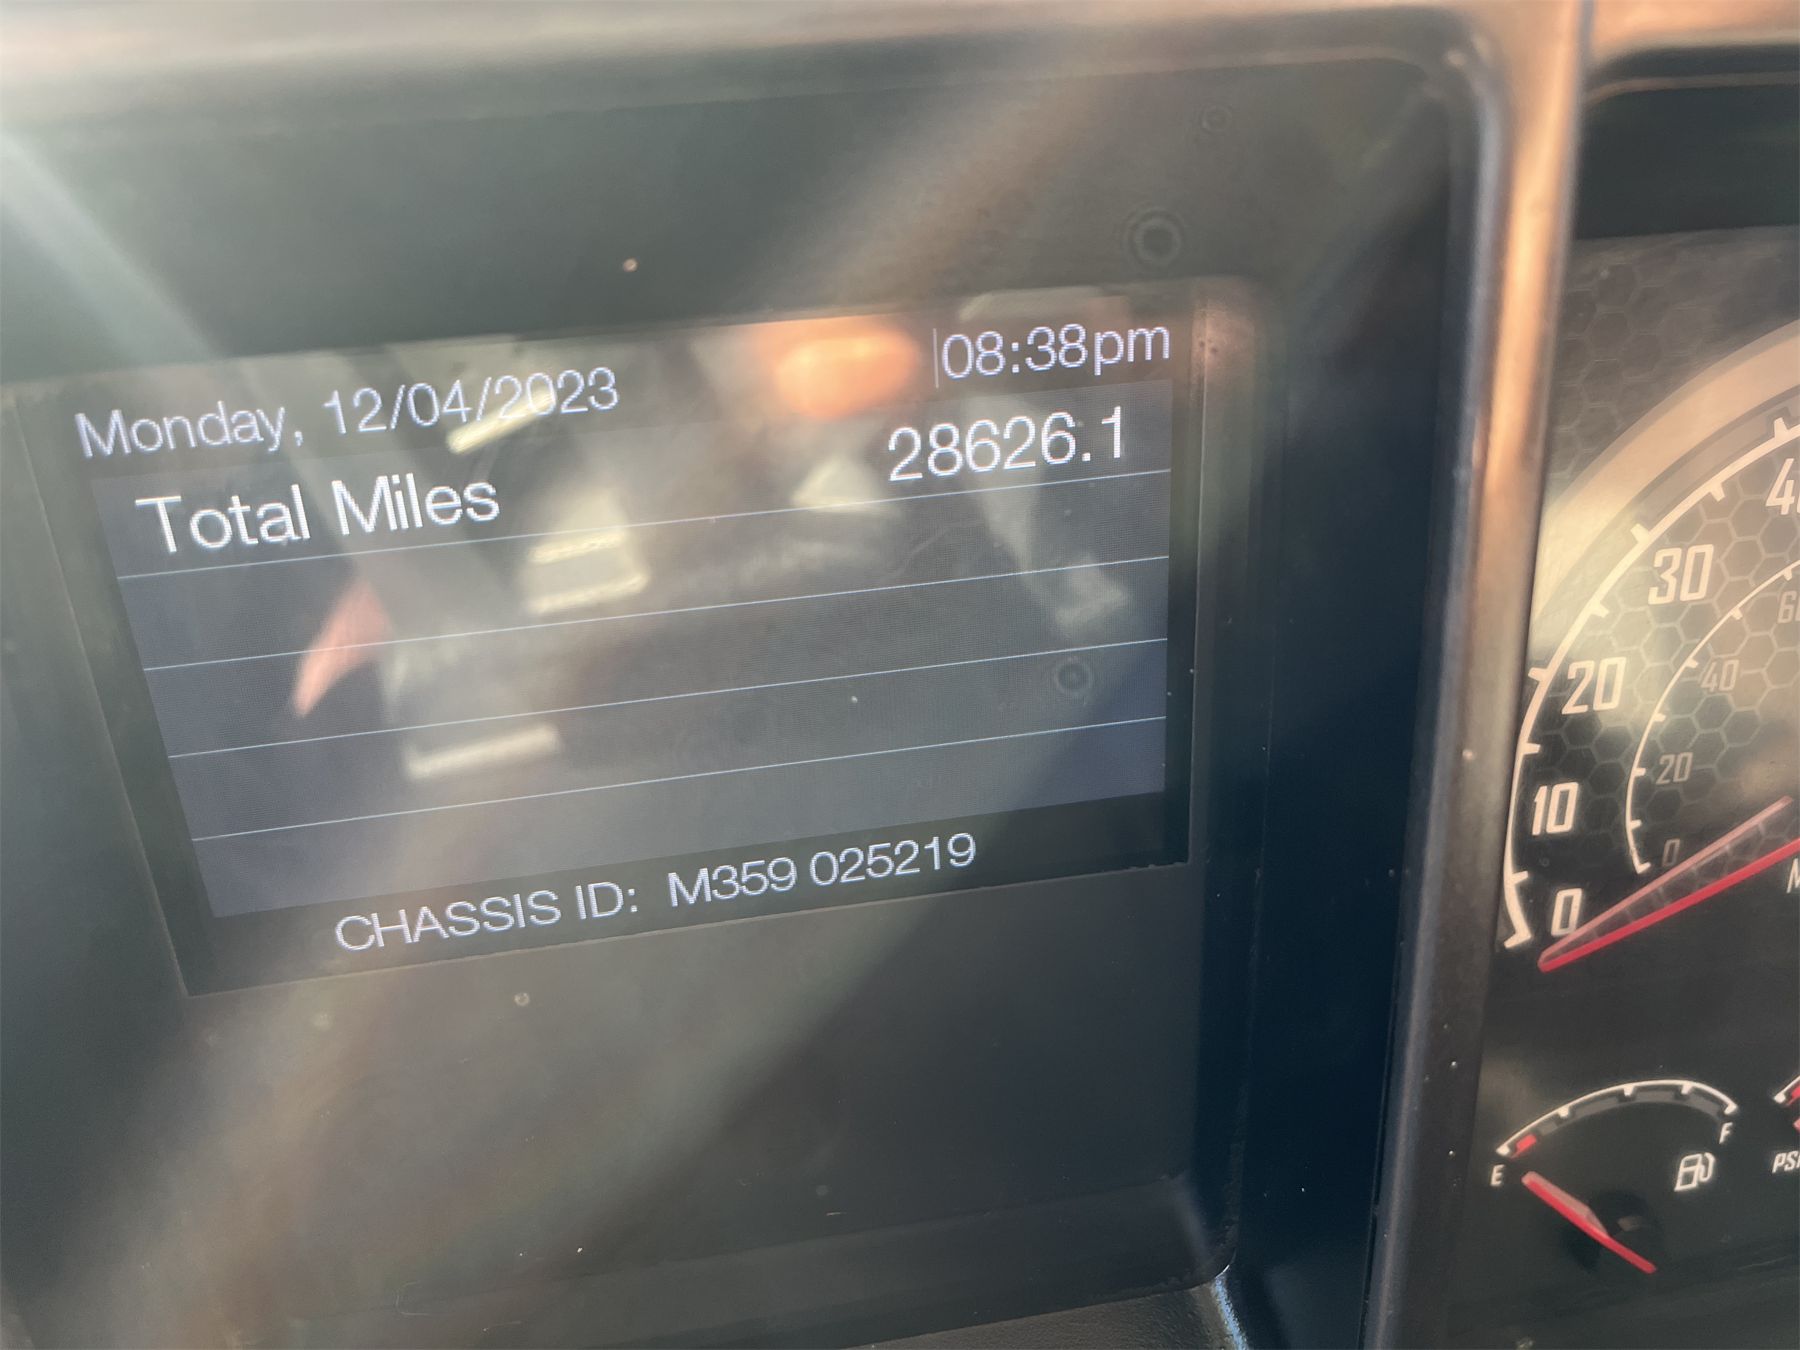 Monday, 12/04/2023
08:38pm
Total Miles 28626.1
CHASSIS ID: M359 025219
30
20
10
0
40
20
0
E
F